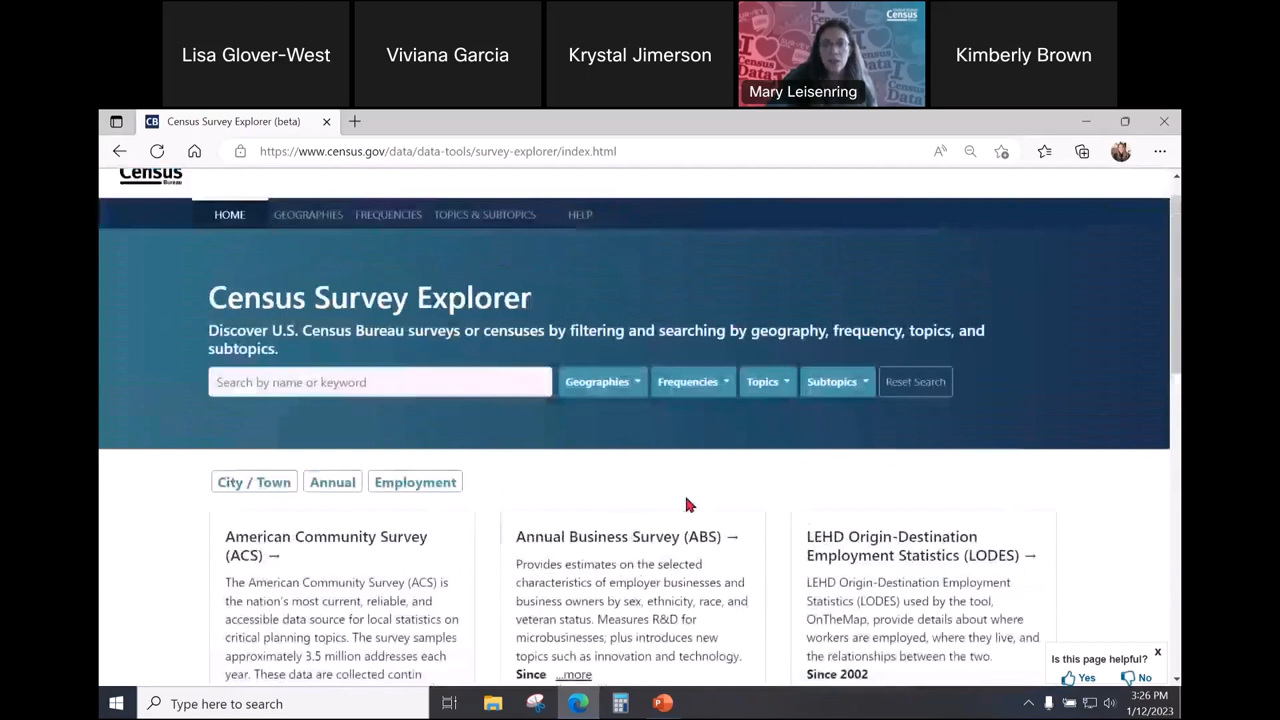 Lisa Glover-West
Viviana Garcia
Krystal Jimerson
United States
Census
Bureau
Mary Leisenring
Kimberly Brown
CB Census Survey Explorer (beta)
https://www.census.gov/data/data-tools/survey-explorer/index.html
Census
Bureau
HOME GEOGRAPHIES FREQUENCIES TOPICS & SUBTOPICS HELP
Census Survey Explorer
Discover U.S. Census Bureau surveys or censuses by filtering and searching by geography, frequency, topics, and
subtopics.
Search by name or keyword Geographies Frequencies Topics Subtopics Reset Search
City / Town Annual Employment
American Community Survey
(ACS) →
The American Community Survey (ACS) is
the nation's most current, reliable, and
accessible data source for local statistics on
critical planning topics. The survey samples
approximately 3.5 million addresses each
year. These data are collected contin
Annual Business Survey (ABS) →
Provides estimates on the selected
characteristics of employer businesses and
business owners by sex, ethnicity, race, and
veteran status. Measures R&D for
microbusinesses; plus introduces new
topics such as innovation and technology.
Since ...more
LEHD Origin-Destination
Employment Statistics (LODES) →
LEHD Origin-Destination Employment
Statistics (LODES) used by the tool,
OnTheMap, provide details about where
workers are employed, where they live, and
the relationships between the two.
Since 2002
Is this page helpful? x
Yes No
Type here to search
3:26 PM
1/12/2023